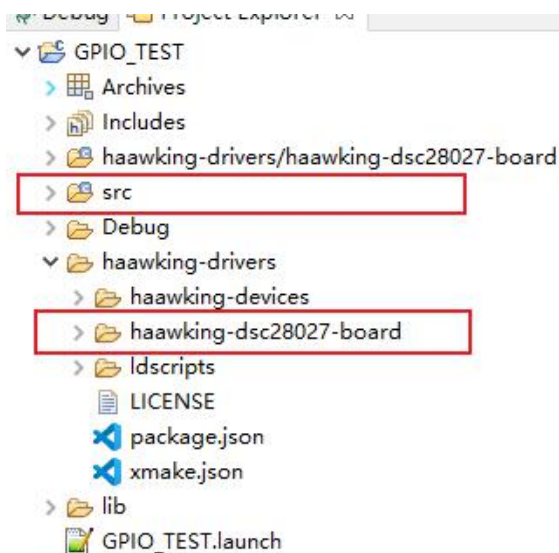 Debug Project Explorer
GPIO_TEST
Archives
Includes
haawking-drivers/haawking-dsc28027-board
src
Debug
haawking-drivers
haawking-devices
haawking-dsc28027-board
ldscripts
LICENSE
package.json
xmake.json
lib
GPIO_TEST.launch